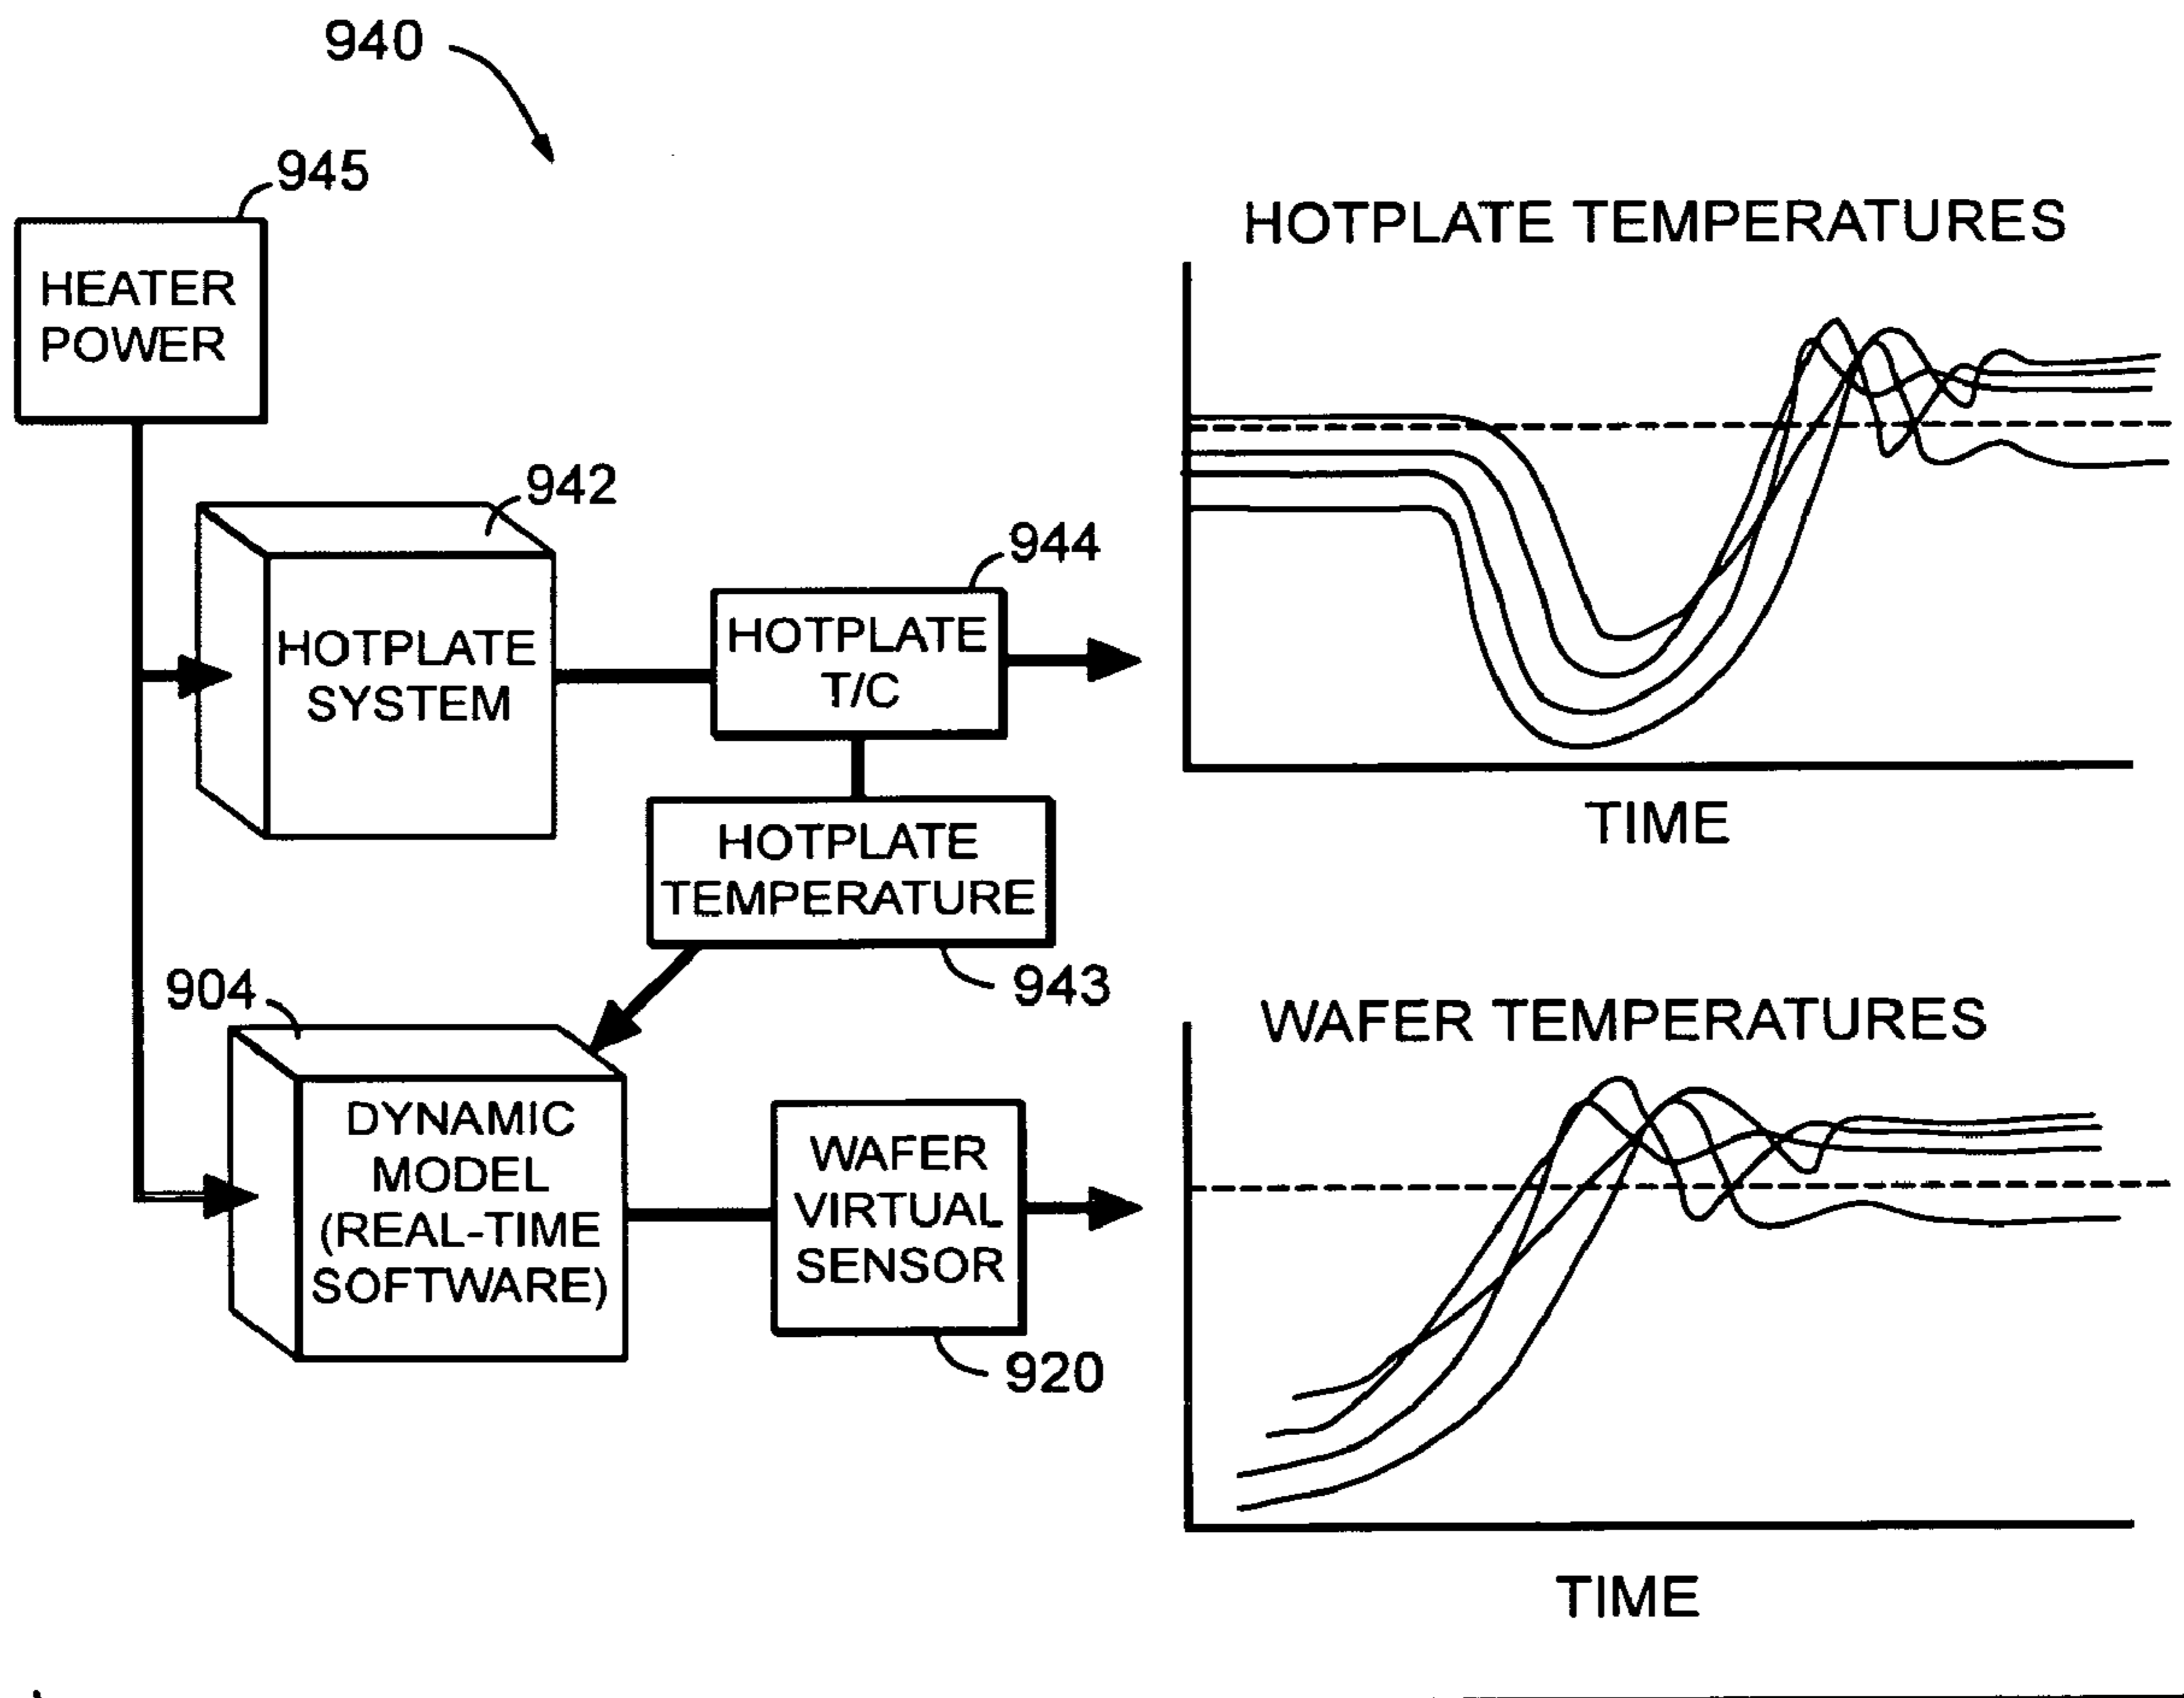 940
945
HEATER
POWER
942
HOTPLATE
SYSTEM
944
HOTPLATE
T/C
HOTPLATE
TEMPERATURE
943
904
DYNAMIC
MODEL
(REAL-TIME
SOFTWARE)
WAFER
VIRTUAL
SENSOR
920
HOTPLATE TEMPERATURES
TIME
WAFER TEMPERATURES
TIME